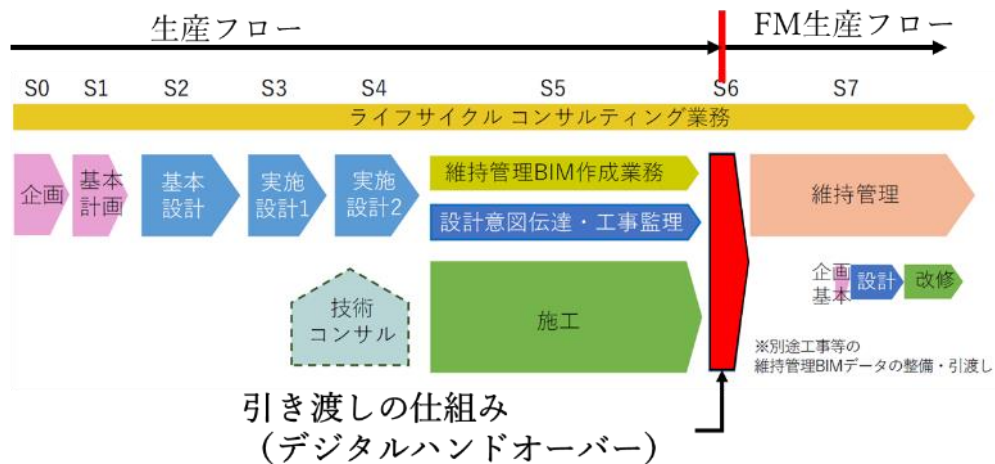 生産フロー
FM生産フロー
S0 S1 S2 S3 S4 S5 S6 S7
ライフサイクル コンサルティング業務
企画
基本
計画
基本
設計
実施
設計1
実施
設計2
維持管理BIM作成業務
設計意図伝達・工事監理
維持管理
技術
コンサル
施工
企画
基本
設計
改修
※別途工事等の
維持管理BIMデータの整備・引渡し
引き渡しの仕組み
（デジタルハンドオーバー）